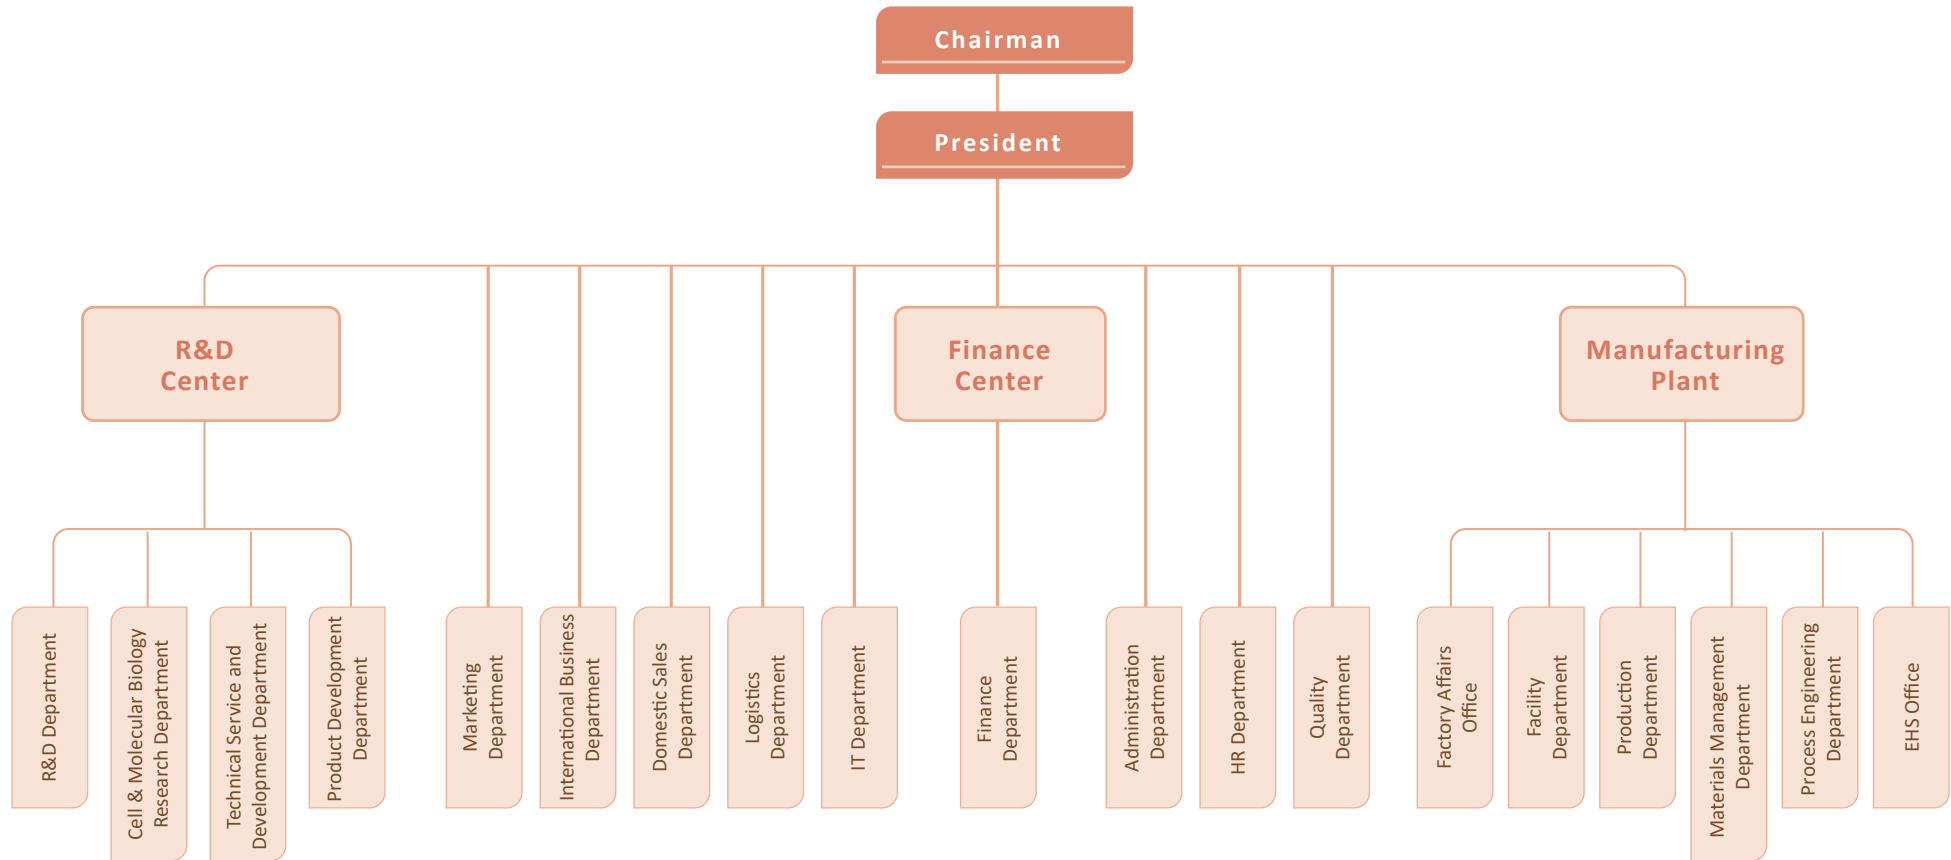 Chairman
President
R&D
Center
Finance
Center
Manufacturing
Plant
R&D Department
Cell & Molecular Biology
Research Department
Technical Service and
Development Department
Product Development
Department
Marketing
Department
International Business
Department
Domestic Sales
Department
Logistics
Department
IT Department
Finance
Department
Administration
Department
HR Department
Quality
Department
Factory Affairs
Office
Facility
Department
Production
Department
Materials Management
Department
Process Engineering
Department
EHS Office